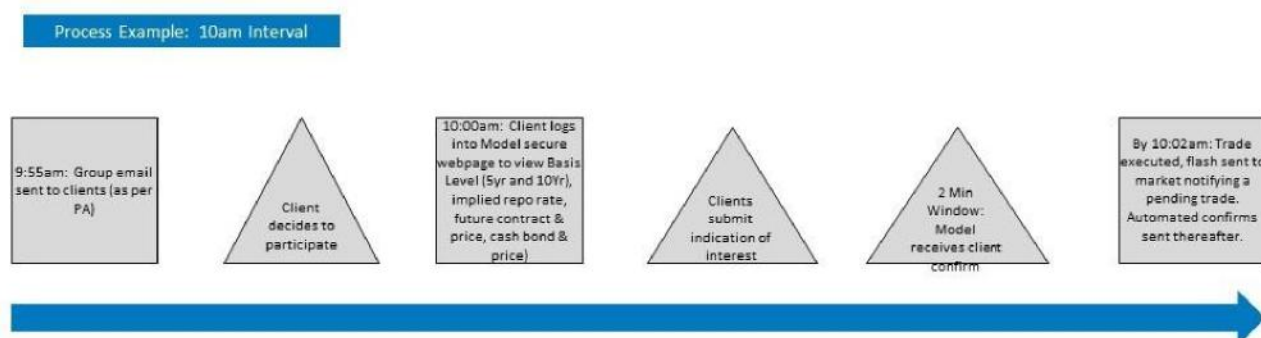 Process Example: 10am Interval
9:55am: Group email
sent to clients (as per
PA)
Client
decides to
participate
10:00am: Client logs
into Model secure
webpage to view Basis
Level (5yr and 10Yr),
implied repo rate,
future contract &
price, cash bond &
price)
Clients
submit
indication of
interest
2 Min
Window:
Model
receives client
confirm
By 10:02am: Trade
executed, flash sent to
market notifying a
pending trade.
Automated confirms
sent thereafter.